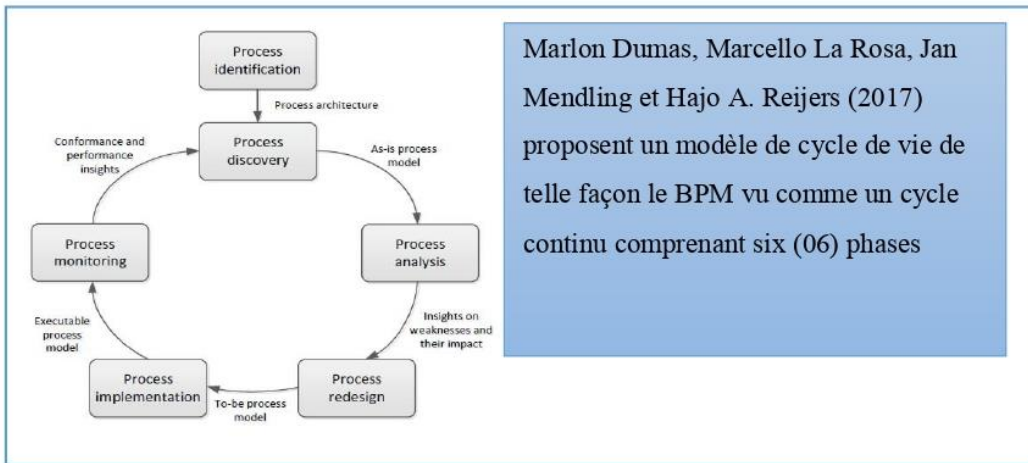 Process
identification
Process architecture
Process
discovery
As-is process
model
Process
analysis
Insights on
weaknesses and
their impact
Process
redesign
To-be process
model
Process
implementation
Executable
process
model
Process
monitoring
Conformance and
performance
insights
Marlon Dumas, Marcello La Rosa, Jan
Mendling et Hajo A. Reijers (2017)
proposent un modèle de cycle de vie de
telle façon le BPM vu comme un cycle
continu comprenant six (06) phases